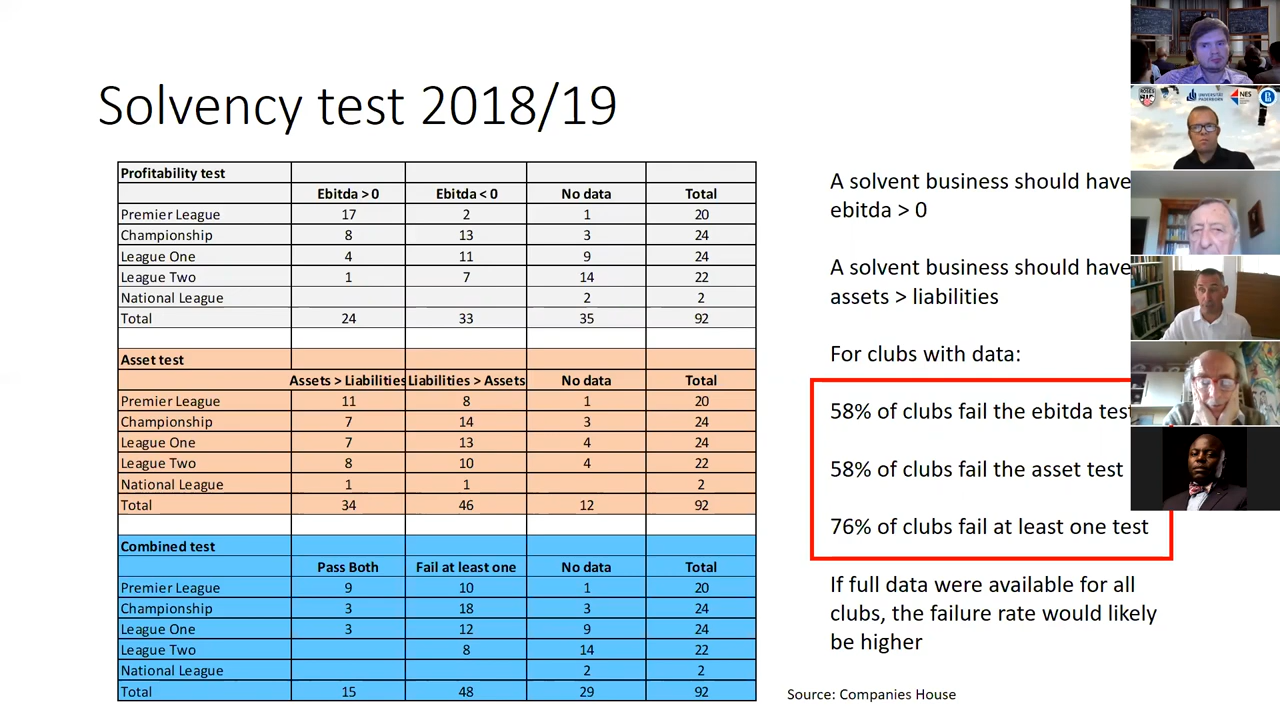 Solvency test 2018/19
Profitability test
Ebitda > 0 Ebitda < 0 No data Total
Premier League 17 2 1 20
Championship 8 13 3 24
League One 4 11 9 24
League Two 1 7 14 22
National League 2 2
Total 24 33 35 92
Asset test
Assets > Liabilities Liabilities > Assets No data Total
Premier League 11 8 1 20
Championship 7 14 3 24
League One 7 13 4 24
League Two 8 10 4 22
National League 1 1 2
Total 34 46 12 92
Combined test
Pass Both Fail at least one No data Total
Premier League 9 10 1 20
Championship 3 18 3 24
League One 3 12 9 24
League Two 8 14 22
National League 2 2
Total 15 48 29 92
A solvent business should have
ebitda > 0
A solvent business should have
assets > liabilities
For clubs with data:
58% of clubs fail the ebitda test
58% of clubs fail the asset test
76% of clubs fail at least one test
If full data were available for all
clubs, the failure rate would likely
be higher
Source: Companies House
UNIVERSITÄT
PADERBORN
NES